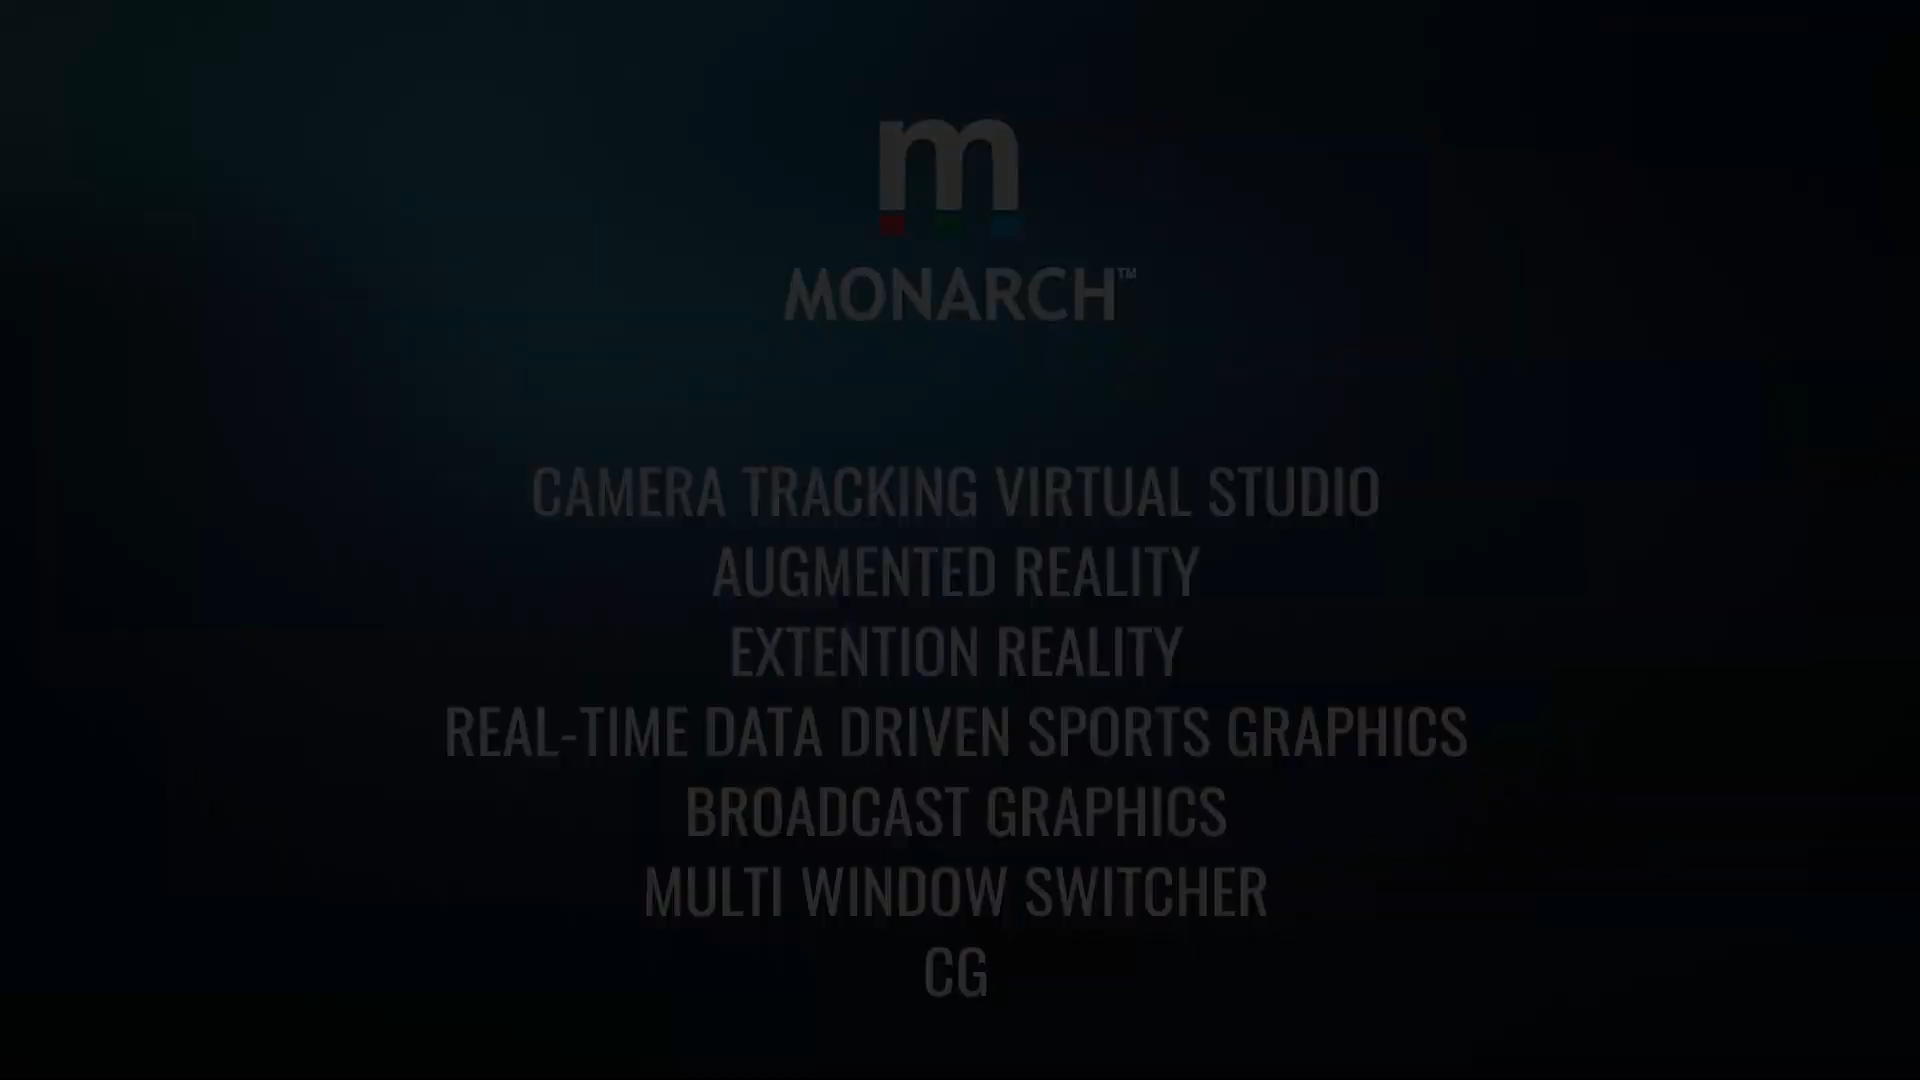 m
MONARCH™
CAMERA TRACKING VIRTUAL STUDIO
AUGMENTED REALITY
EXTENTION REALITY
REAL-TIME DATA DRIVEN SPORTS GRAPHICS
BROADCAST GRAPHICS
MULTI WINDOW SWITCHER
CG